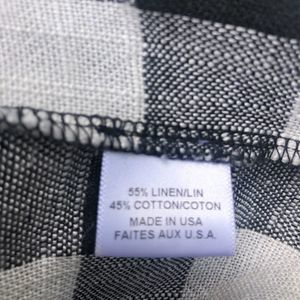 55% LINEN/LIN
45% COTTON/COTON
MADE IN USA
FAITES AUX U.S.A.